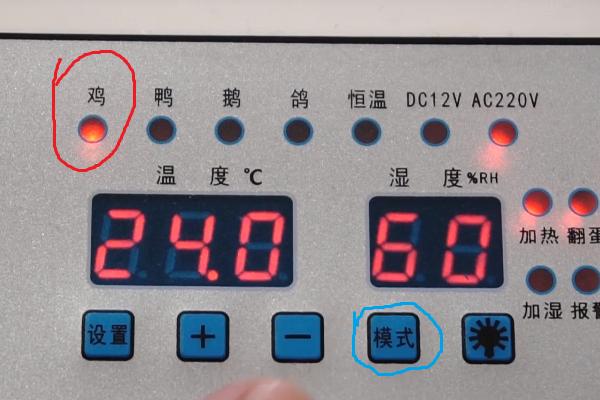 鸡 鸭 鹅 鸽 恒温 DC12V AC220V
温 度 ℃ 湿 度 %RH
24.0 60
加热 翻蛋
加湿 报警
设置 + − 模式